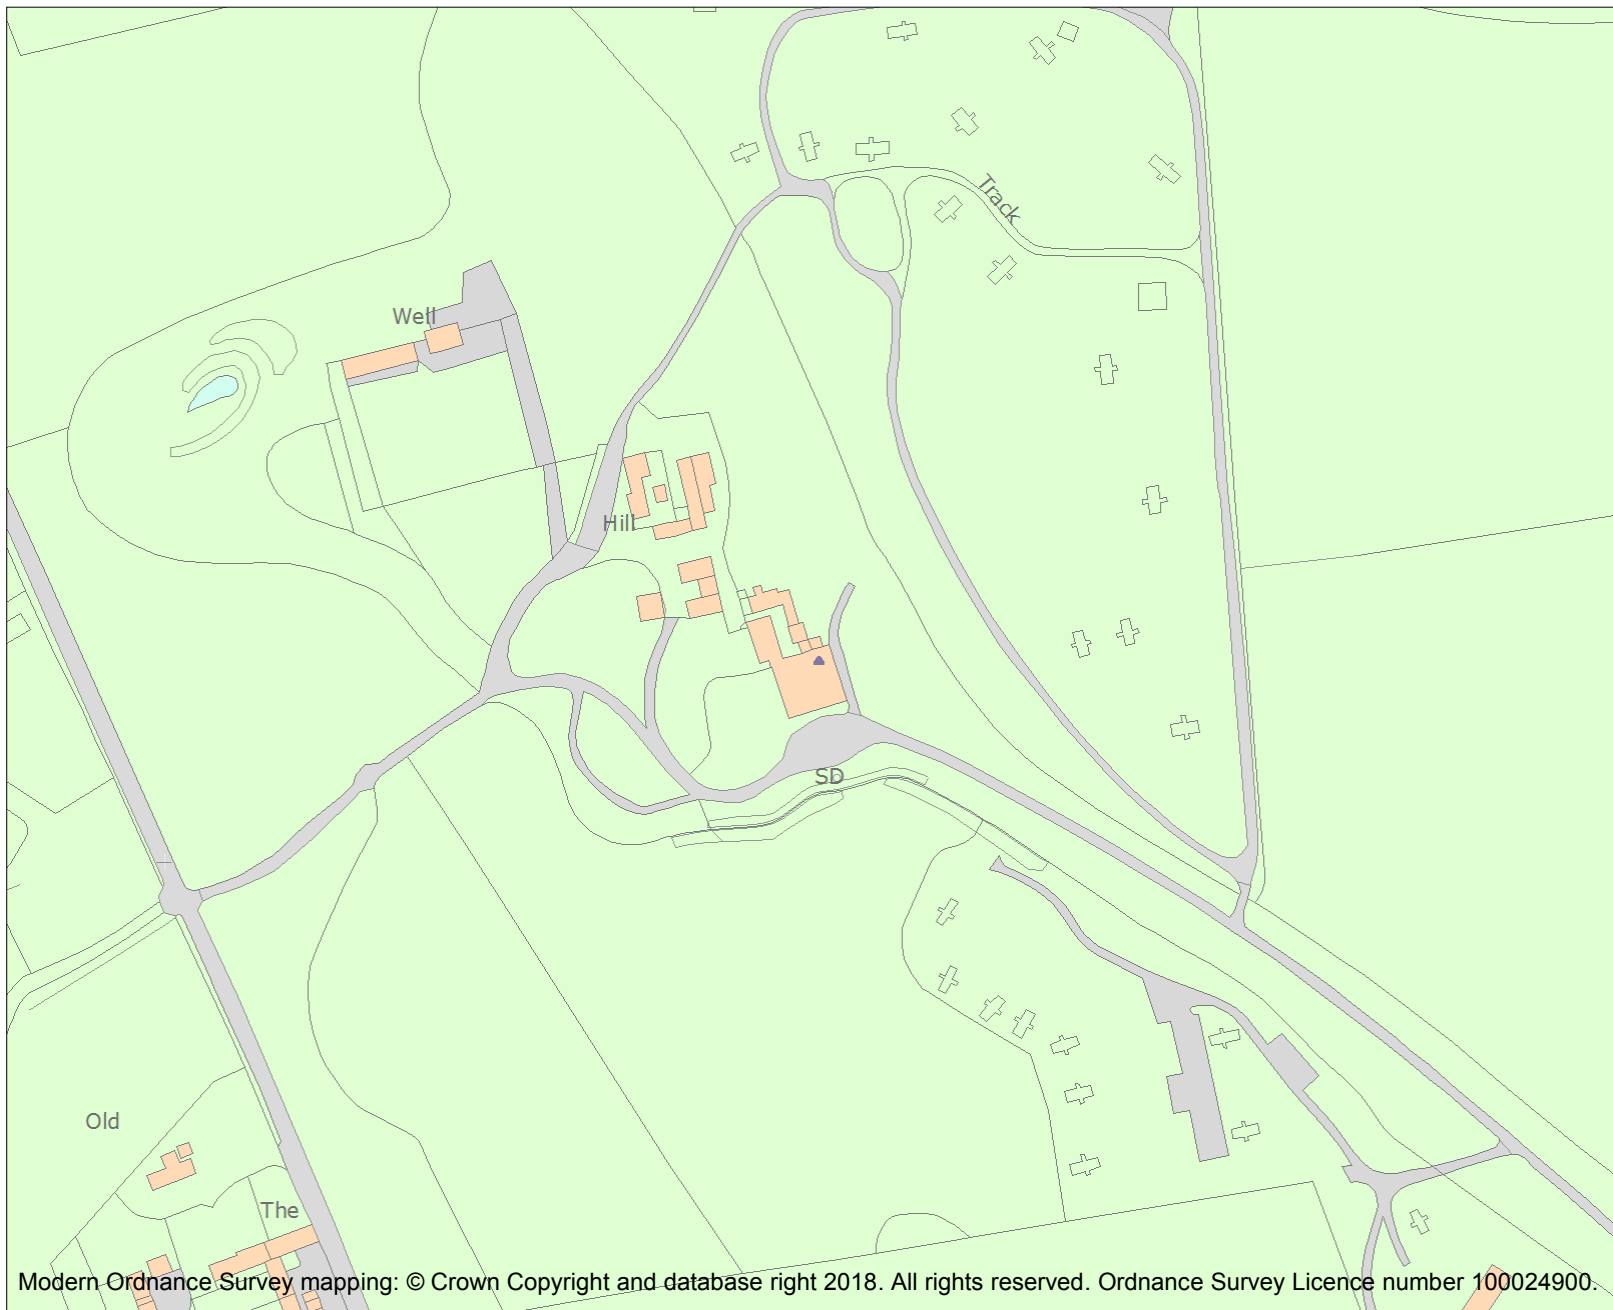 Track
Well
Hill
SD
Old
The
Modern Ordnance Survey mapping: © Crown Copyright and database right 2018. All rights reserved. Ordnance Survey Licence number 100024900.